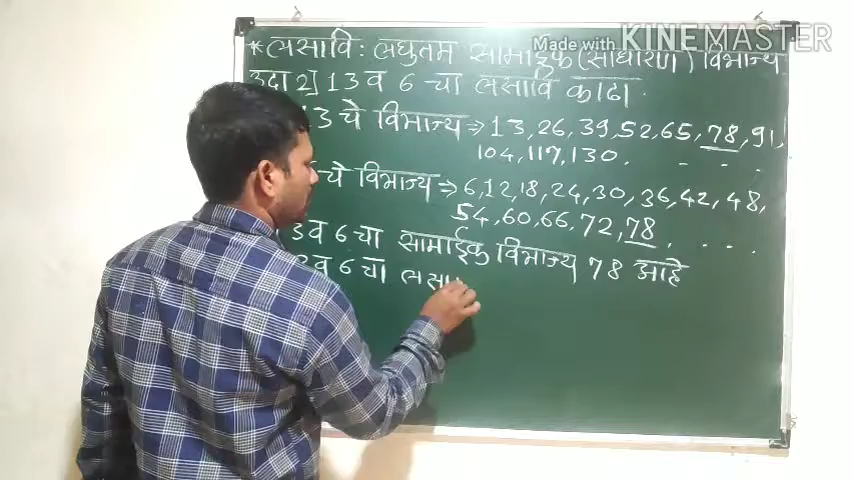 Made with KINEMASTER
* लसावि : लघुतम सामाईक (साधारण) विभाज्य
उदा 2] 13 व 6 चा लसावि काढा.
3 चे विभाज्य ⇒ 13, 26, 39, 52, 65, 78, 91,
104, 117, 130. - - .
चे विभाज्य ⇒ 6, 12, 18, 24, 30, 36, 42, 48,
54, 60, 66, 72, 78. . . .
3 व 6 चा सामाईक विभाज्य 78 आहे
व 6 चा लसा